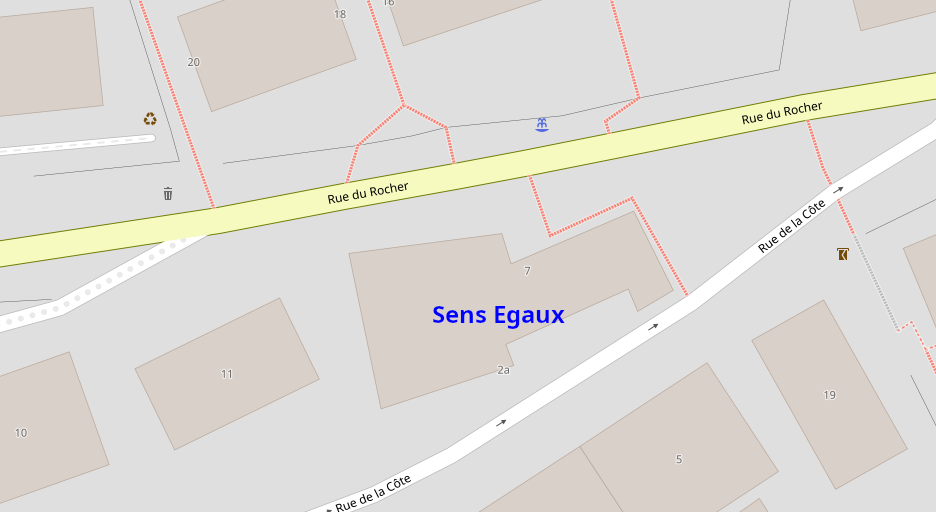 16
18
20
Rue du Rocher
Rue du Rocher
Rue de la Côte
7
Sens Egaux
2a
11
19
10
5
Rue de la Côte